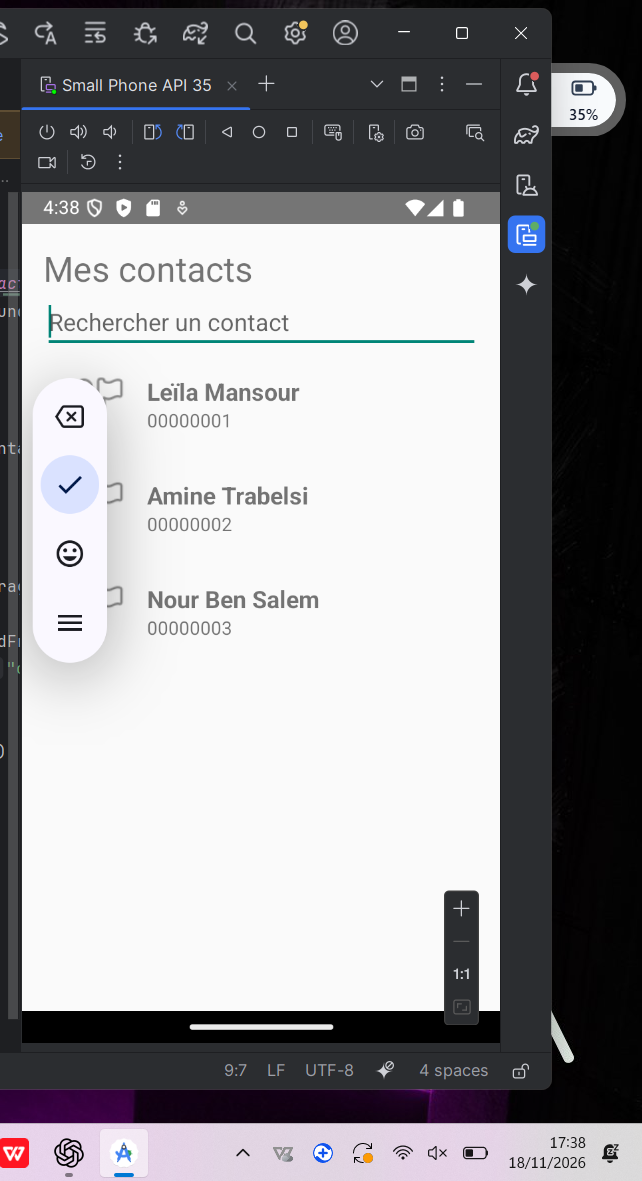 Small Phone API 35
35%
4:38
Mes contacts
Rechercher un contact
Leïla Mansour
00000001
Amine Trabelsi
00000002
Nour Ben Salem
00000003
1:1
9:7 LF UTF-8 4 spaces
17:38
18/11/2026